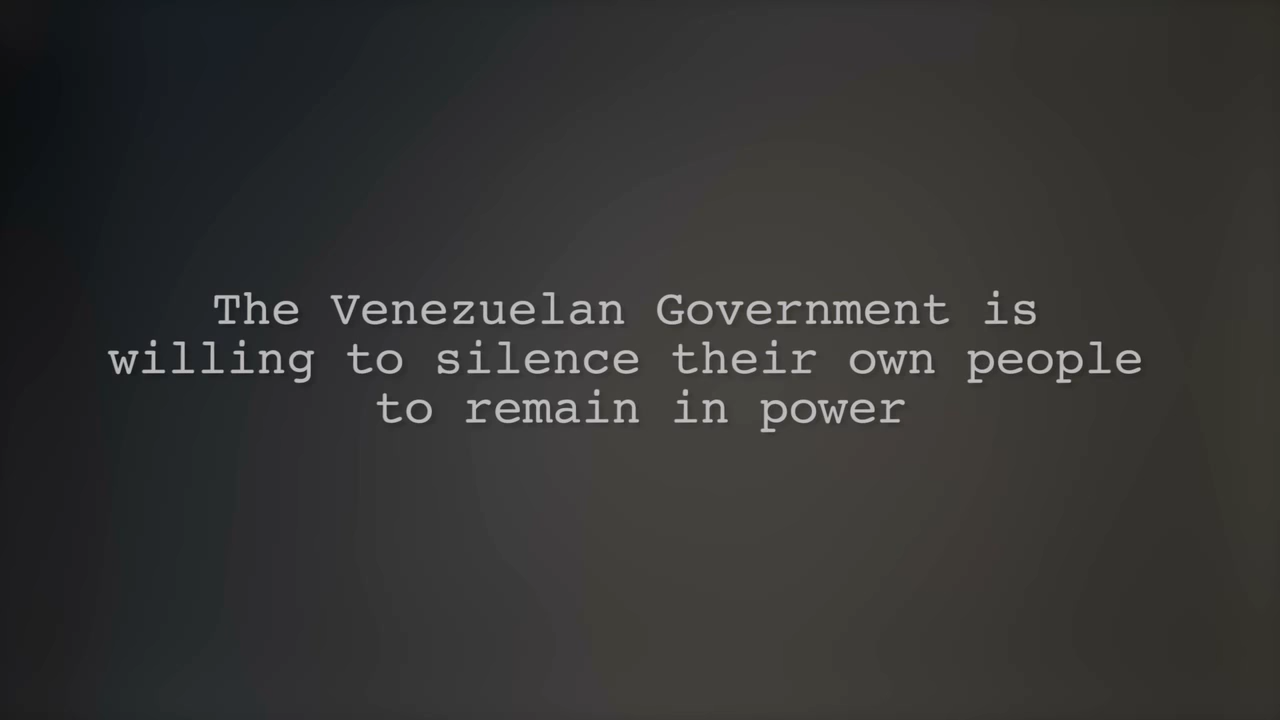 The Venezuelan Government is
willing to silence their own people
to remain in power